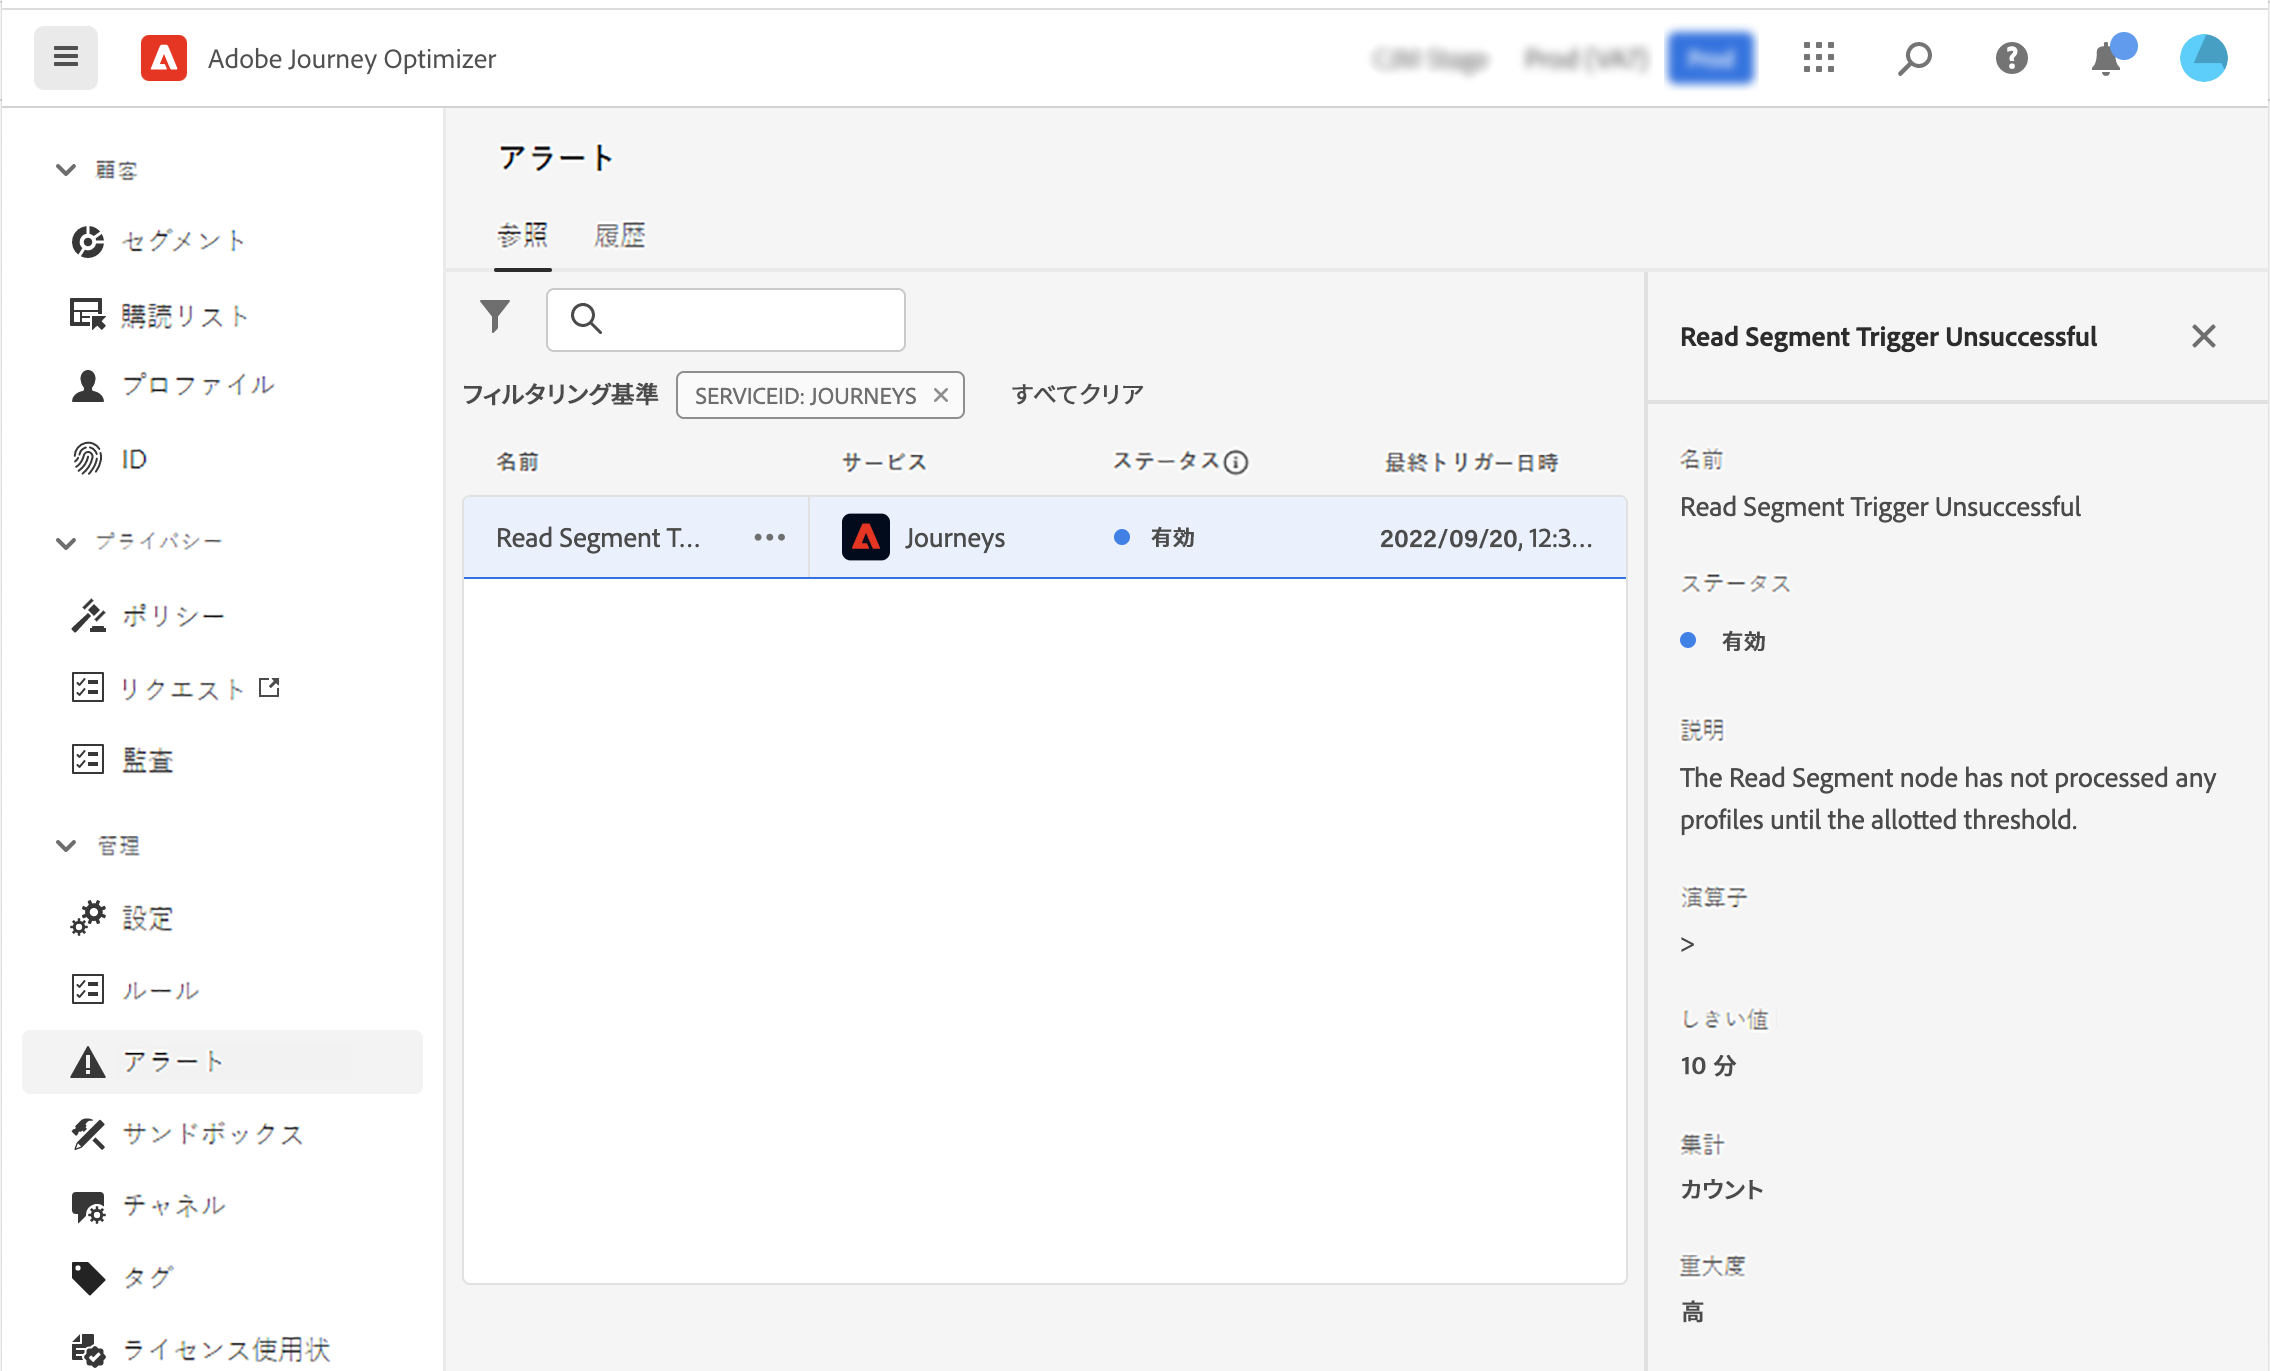 Adobe Journey Optimizer
顧客
セグメント
購読リスト
プロファイル
ID
プライバシー
ポリシー
リクエスト
監査
管理
設定
ルール
アラート
サンドボックス
チャネル
タグ
ライセンス使用状
アラート
参照 履歴
フィルタリング基準 SERVICEID: JOURNEYS すべてクリア
名前 サービス ステータス 最終トリガー日時
Read Segment T... Journeys 有効 2022/09/20, 12:3...
Read Segment Trigger Unsuccessful
名前
Read Segment Trigger Unsuccessful
ステータス
有効
説明
The Read Segment node has not processed any
profiles until the allotted threshold.
演算子
>
しきい値
10 分
集計
カウント
重大度
高